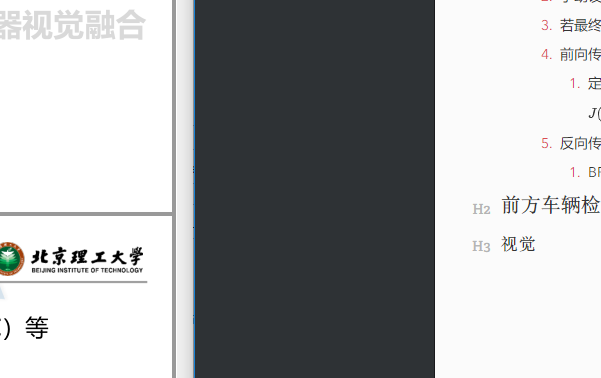 器视觉融合
北京理工大学
BEIJING INSTITUTE OF TECHNOLOGY
) 等
3. 若最终
4. 前向传
1. 定
J(
5. 反向传
1. BF
H2 前方车辆检
H3 视觉